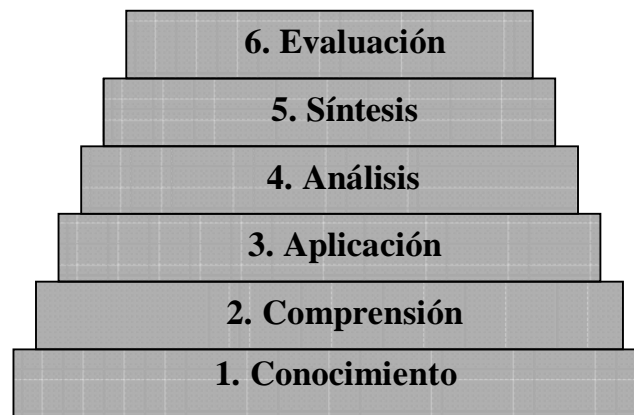 6. Evaluación
5. Síntesis
4. Análisis
3. Aplicación
2. Comprensión
1. Conocimiento